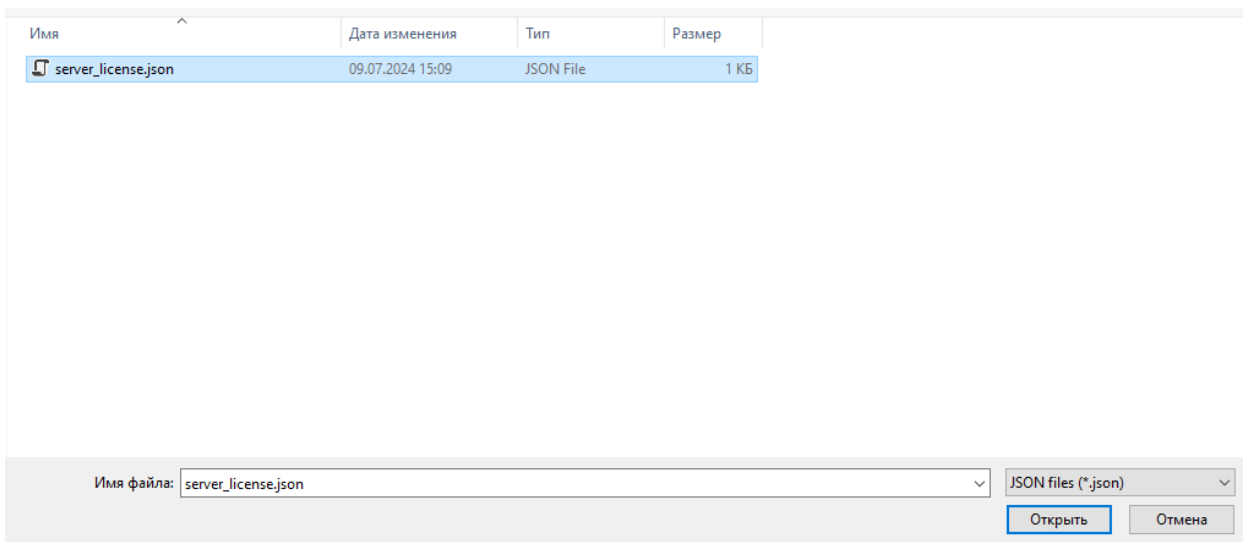 Имя Дата изменения Тип Размер
server_license.json 09.07.2024 15:09 JSON File 1 КБ
Имя файла: server_license.json JSON files (*.json)
Открыть Отмена